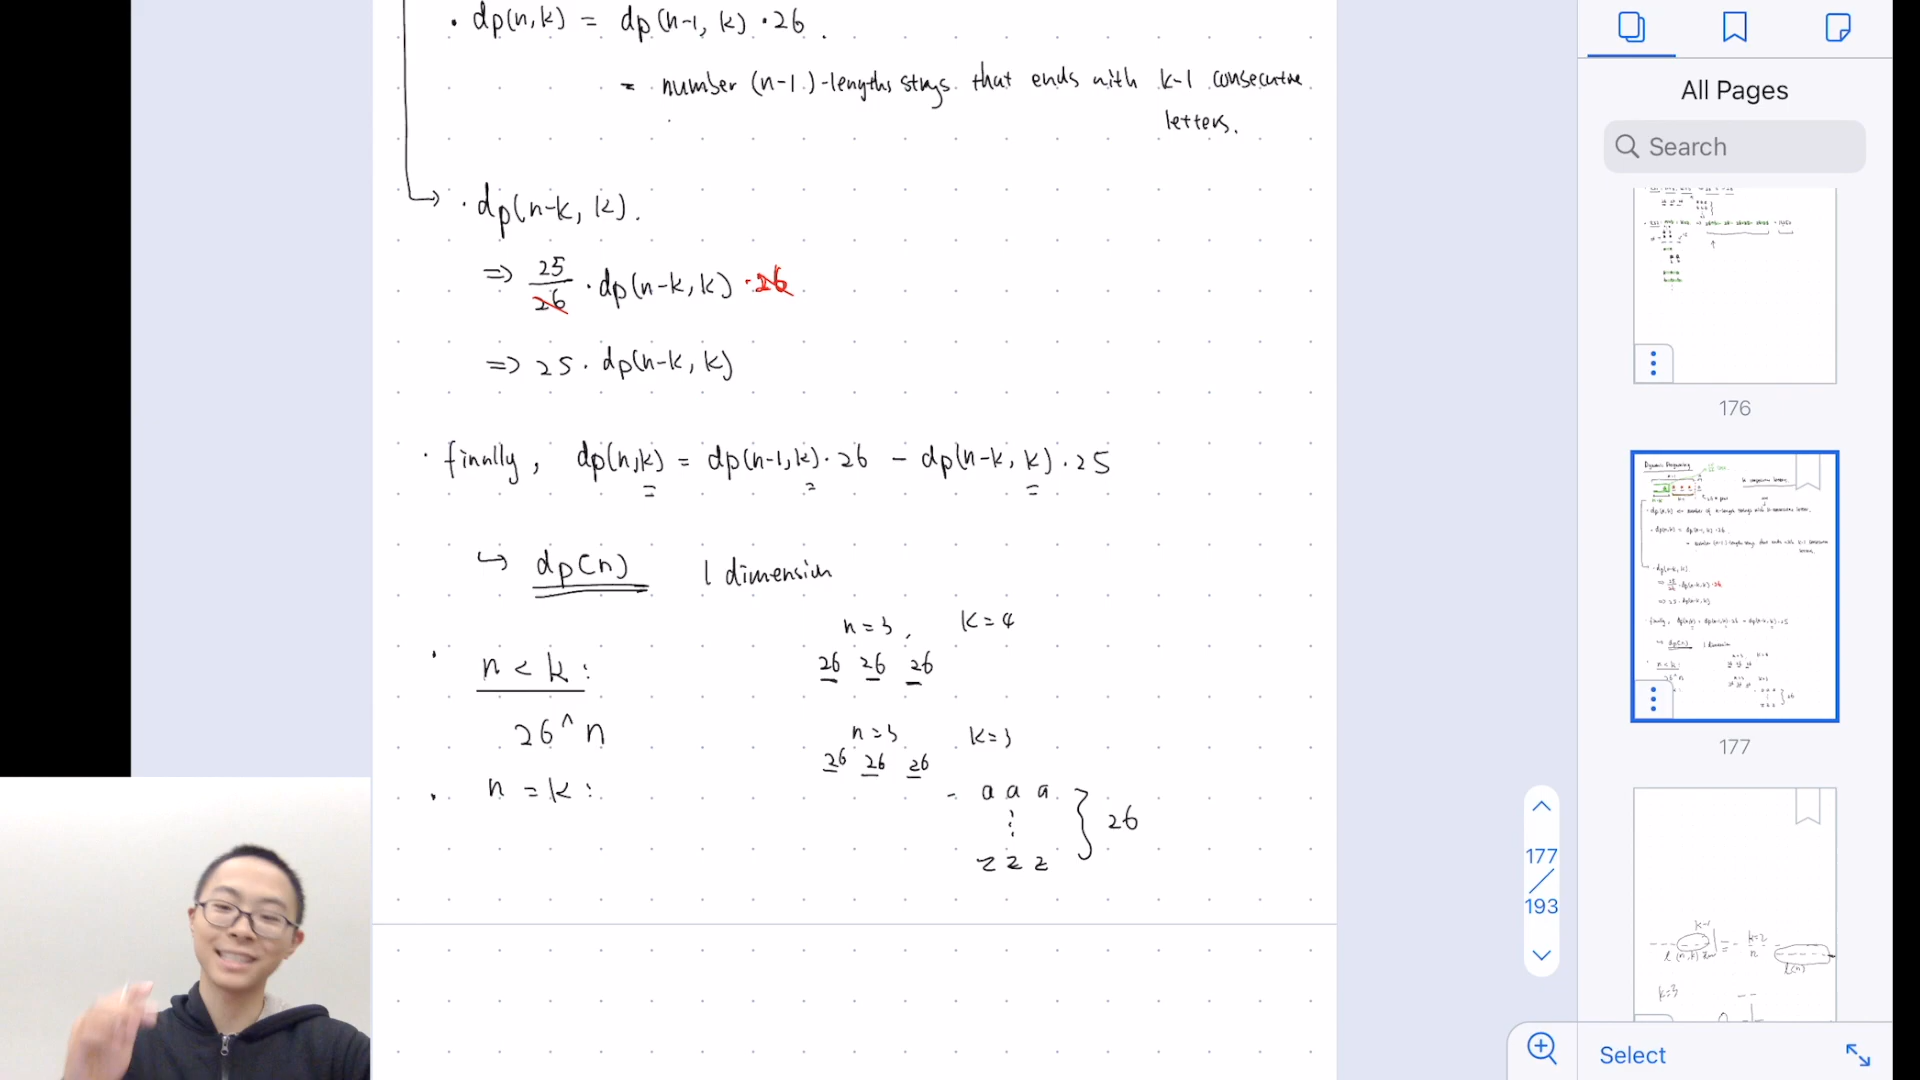 · dp(n,k) = dp(n-1, k) · 26 .
= number (n-1)-lengths strings that ends with k-1 consecutive
letters.
· dp(n-k, k).
=> 25/26 · dp(n-k, k) · 26
=> 25 · dp(n-k, k)
· finally, dp(n,k) = dp(n-1,k) · 26 - dp(n-k, k) · 25
↳ dp(n) 1 dimension
n=3, k=4
· n < k :
26 26 26
26^n
n=3 k=3
26 26 26
· n = k :
- a a a
⋮ } 26
z z z
All Pages
Search
176
177
177
/
193
Select